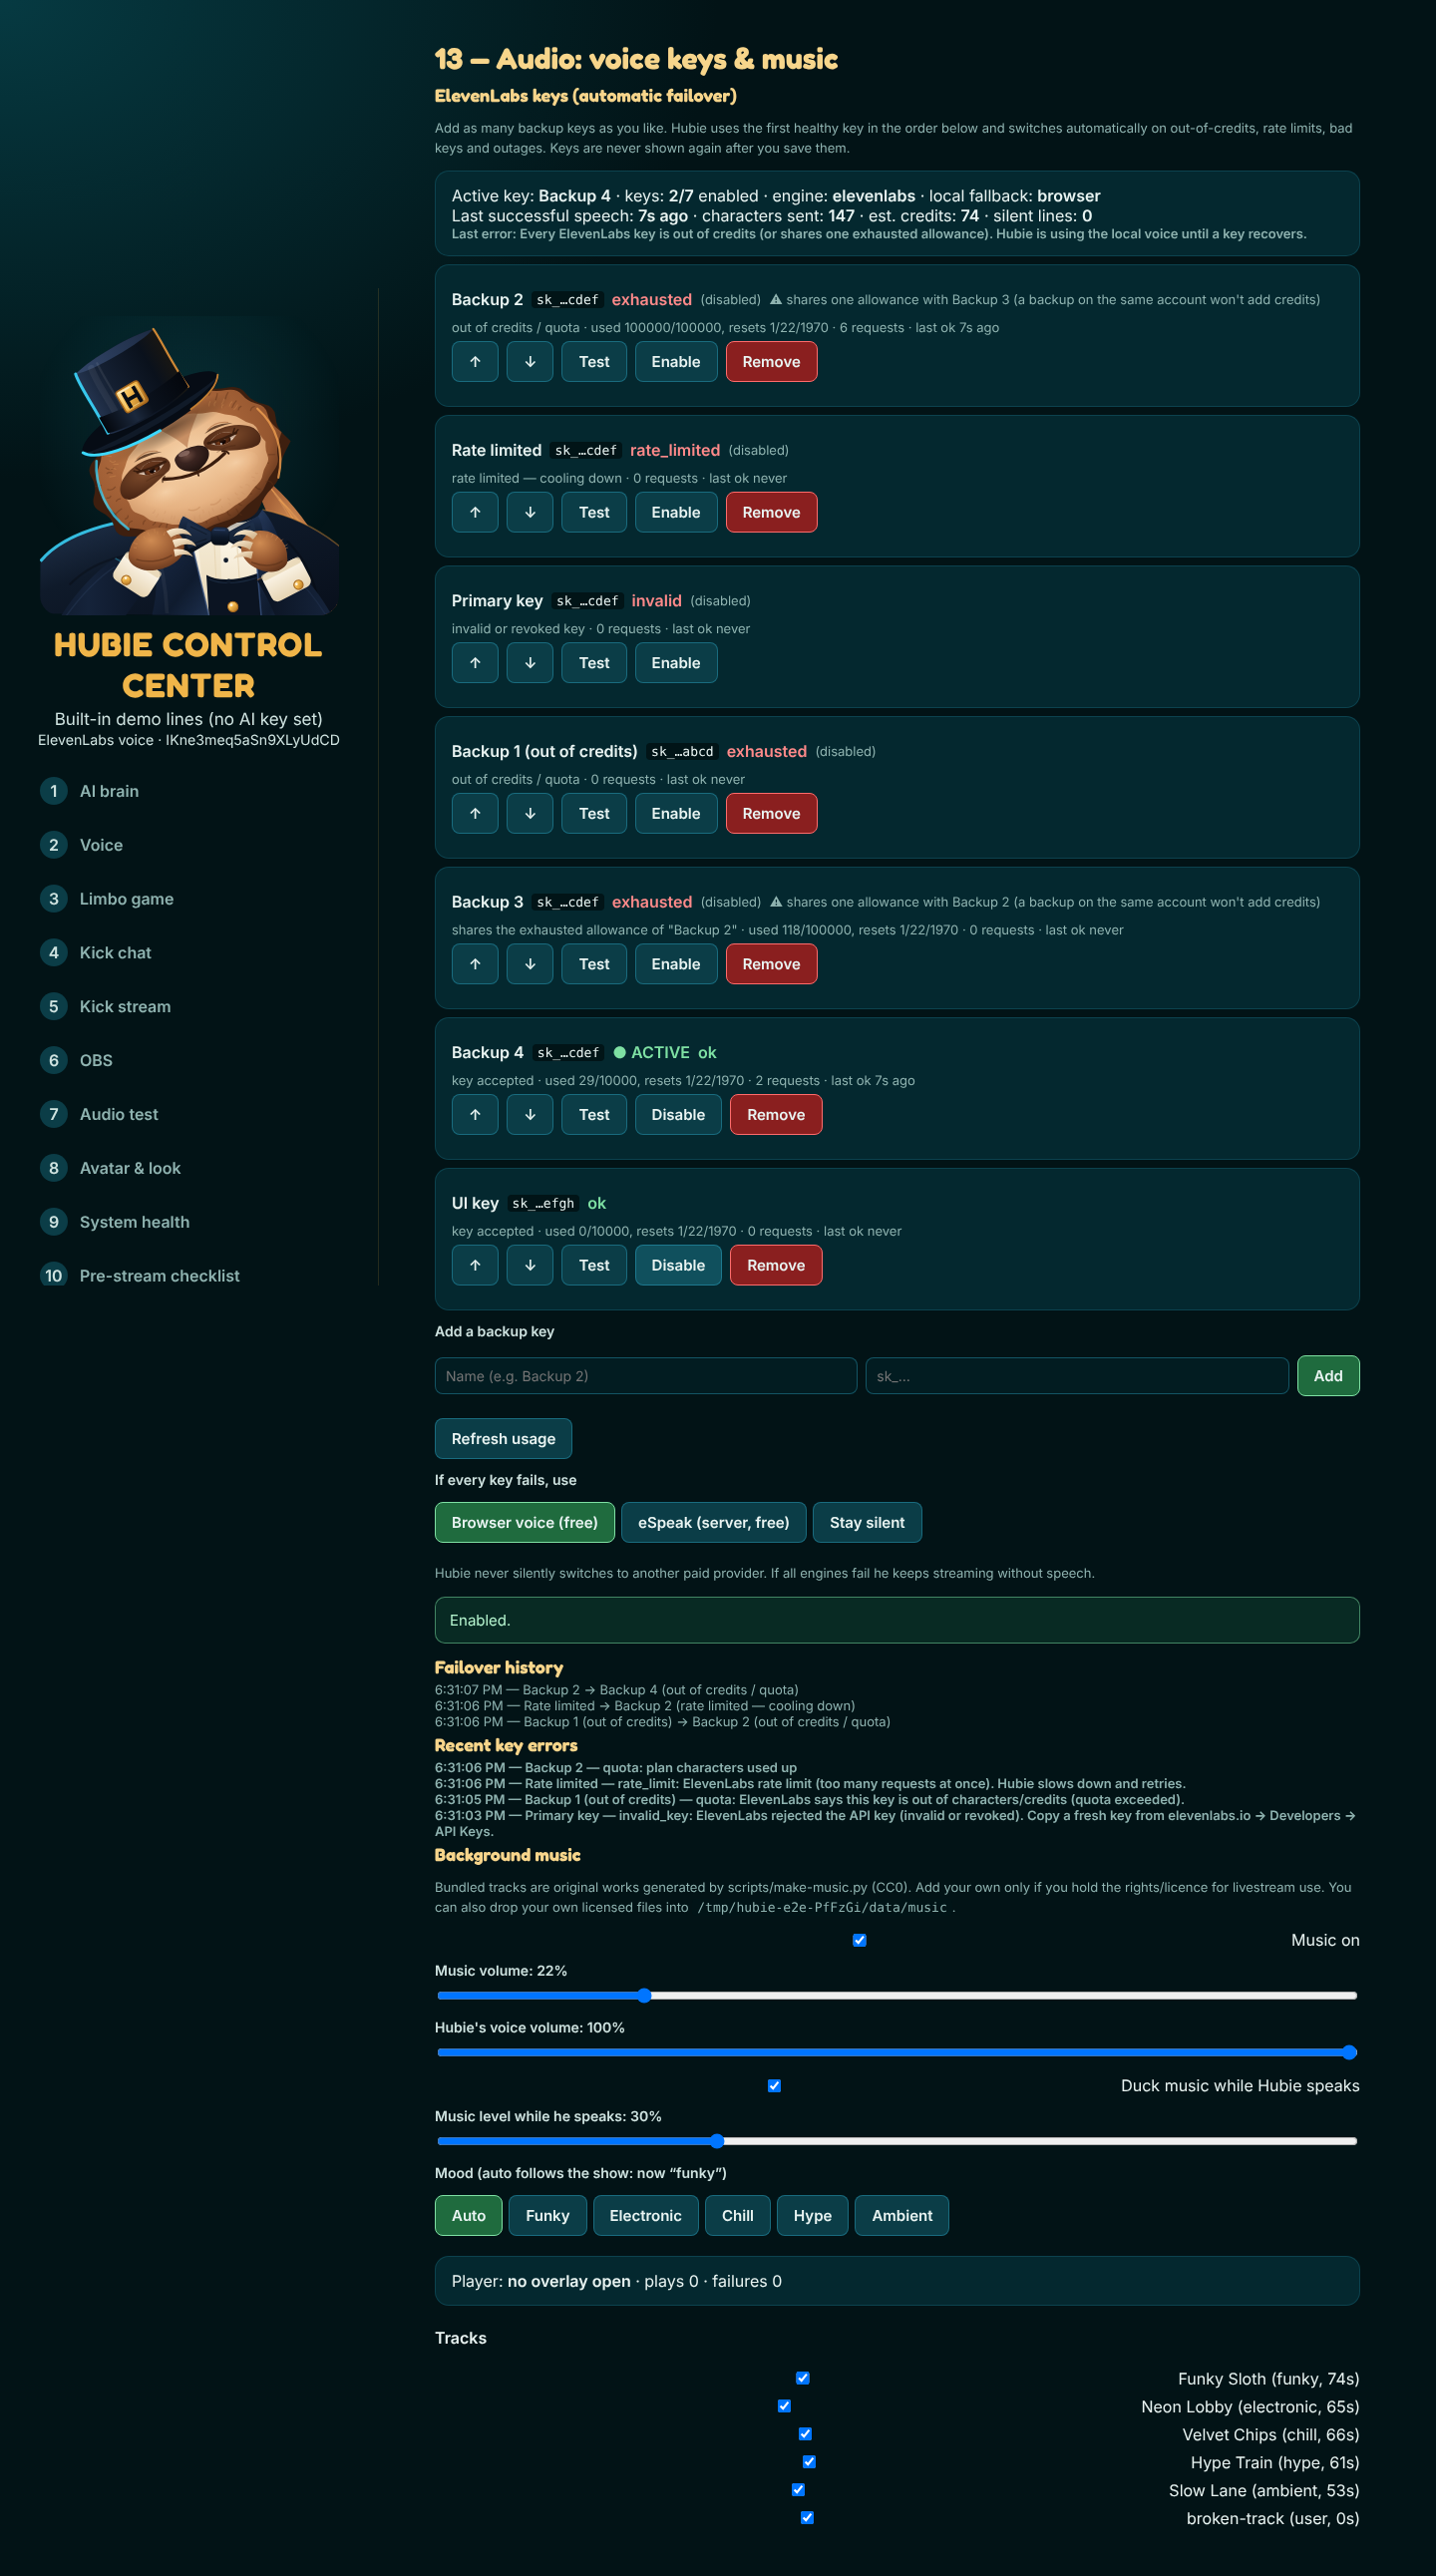 H
HUBIE CONTROL
CENTER
Built-in demo lines (no AI key set)
ElevenLabs voice · IKne3meq5aSn9XLyUdCD
1 AI brain
2 Voice
3 Limbo game
4 Kick chat
5 Kick stream
6 OBS
7 Audio test
8 Avatar & look
9 System health
10 Pre-stream checklist
13 — Audio: voice keys & music
ElevenLabs keys (automatic failover)
Add as many backup keys as you like. Hubie uses the first healthy key in the order below and switches automatically on out-of-credits, rate limits, bad
keys and outages. Keys are never shown again after you save them.
Active key: Backup 4 · keys: 2/7 enabled · engine: elevenlabs · local fallback: browser
Last successful speech: 7s ago · characters sent: 147 · est. credits: 74 · silent lines: 0
Last error: Every ElevenLabs key is out of credits (or shares one exhausted allowance). Hubie is using the local voice until a key recovers.
Backup 2 sk_…cdef exhausted (disabled) ⚠ shares one allowance with Backup 3 (a backup on the same account won't add credits)
out of credits / quota · used 100000/100000, resets 1/22/1970 · 6 requests · last ok 7s ago
↑ ↓ Test Enable Remove
Rate limited sk_…cdef rate_limited (disabled)
rate limited — cooling down · 0 requests · last ok never
↑ ↓ Test Enable Remove
Primary key sk_…cdef invalid (disabled)
invalid or revoked key · 0 requests · last ok never
↑ ↓ Test Enable
Backup 1 (out of credits) sk_…abcd exhausted (disabled)
out of credits / quota · 0 requests · last ok never
↑ ↓ Test Enable Remove
Backup 3 sk_…cdef exhausted (disabled) ⚠ shares one allowance with Backup 2 (a backup on the same account won't add credits)
shares the exhausted allowance of "Backup 2" · used 118/100000, resets 1/22/1970 · 0 requests · last ok never
↑ ↓ Test Enable Remove
Backup 4 sk_…cdef ● ACTIVE ok
key accepted · used 29/10000, resets 1/22/1970 · 2 requests · last ok 7s ago
↑ ↓ Test Disable Remove
UI key sk_…efgh ok
key accepted · used 0/10000, resets 1/22/1970 · 0 requests · last ok never
↑ ↓ Test Disable Remove
Add a backup key
Name (e.g. Backup 2) sk_... Add
Refresh usage
If every key fails, use
Browser voice (free) eSpeak (server, free) Stay silent
Hubie never silently switches to another paid provider. If all engines fail he keeps streaming without speech.
Enabled.
Failover history
6:31:07 PM — Backup 2 → Backup 4 (out of credits / quota)
6:31:06 PM — Rate limited → Backup 2 (rate limited — cooling down)
6:31:06 PM — Backup 1 (out of credits) → Backup 2 (out of credits / quota)
Recent key errors
6:31:06 PM — Backup 2 — quota: plan characters used up
6:31:06 PM — Rate limited — rate_limit: ElevenLabs rate limit (too many requests at once). Hubie slows down and retries.
6:31:05 PM — Backup 1 (out of credits) — quota: ElevenLabs says this key is out of characters/credits (quota exceeded).
6:31:03 PM — Primary key — invalid_key: ElevenLabs rejected the API key (invalid or revoked). Copy a fresh key from elevenlabs.io → Developers →
API Keys.
Background music
Bundled tracks are original works generated by scripts/make-music.py (CC0). Add your own only if you hold the rights/licence for livestream use. You
can also drop your own licensed files into /tmp/hubie-e2e-PfFzGi/data/music .
Music on
Music volume: 22%
Hubie's voice volume: 100%
Duck music while Hubie speaks
Music level while he speaks: 30%
Mood (auto follows the show: now “funky”)
Auto Funky Electronic Chill Hype Ambient
Player: no overlay open · plays 0 · failures 0
Tracks
Funky Sloth (funky, 74s)
Neon Lobby (electronic, 65s)
Velvet Chips (chill, 66s)
Hype Train (hype, 61s)
Slow Lane (ambient, 53s)
broken-track (user, 0s)